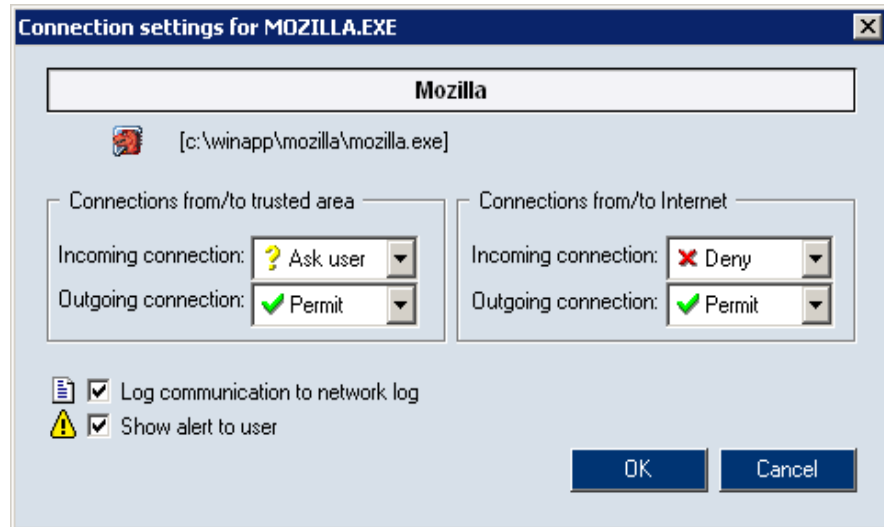 Connection settings for MOZILLA.EXE
Mozilla
[c:\winapp\mozilla\mozilla.exe]
Connections from/to trusted area
Incoming connection: Ask user
Outgoing connection: Permit
Connections from/to Internet
Incoming connection: Deny
Outgoing connection: Permit
Log communication to network log
Show alert to user
OK Cancel